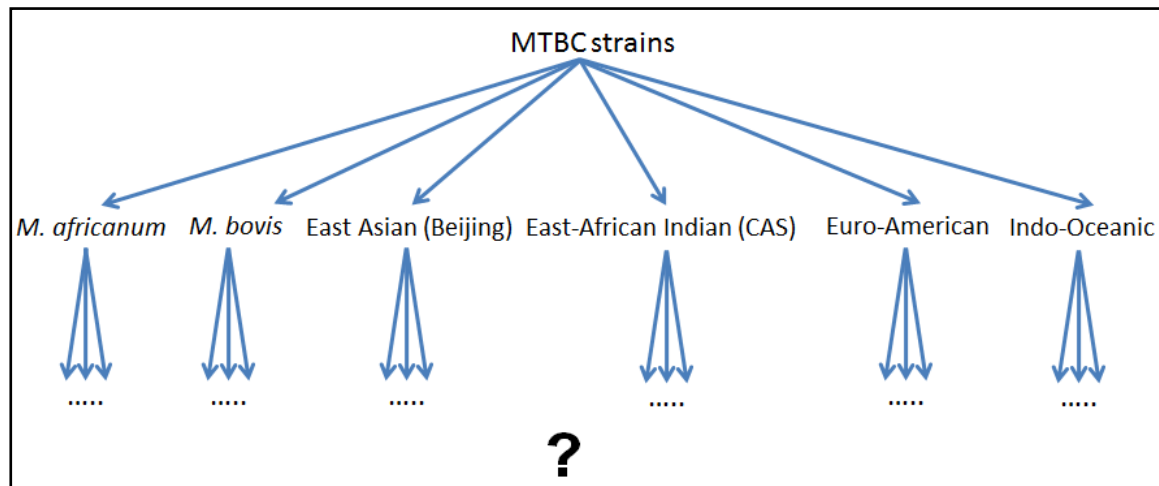 MTBC strains
M. africanum M. bovis East Asian (Beijing) East-African Indian (CAS) Euro-American Indo-Oceanic
..... ..... ..... ..... ..... .....
?